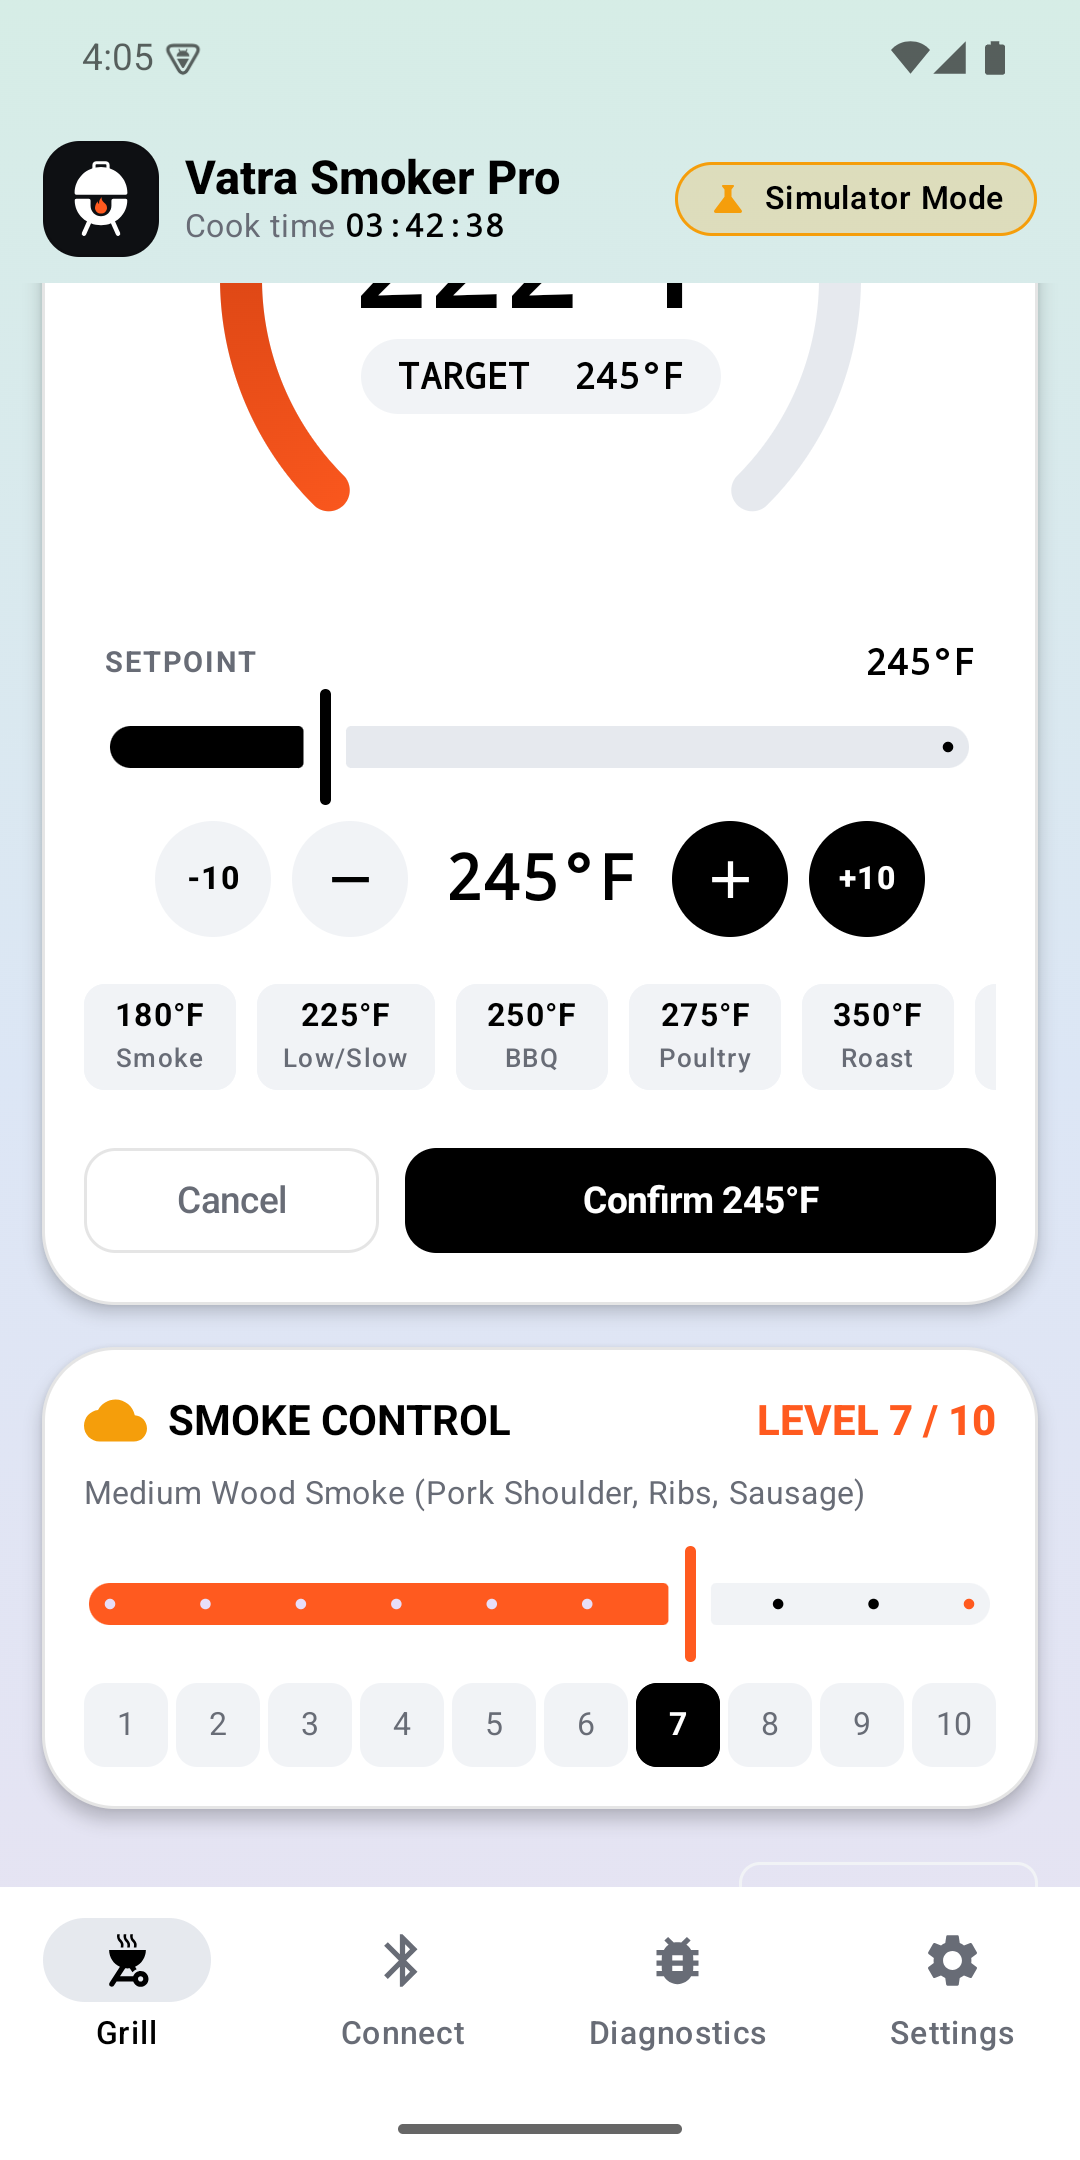 4:05
Vatra Smoker Pro
Cook time 03:42:38
Simulator Mode
TARGET 245°F
SETPOINT
245°F
-10
−
245°F
+
+10
180°F
Smoke
225°F
Low/Slow
250°F
BBQ
275°F
Poultry
350°F
Roast
Cancel
Confirm 245°F
SMOKE CONTROL
LEVEL 7 / 10
Medium Wood Smoke (Pork Shoulder, Ribs, Sausage)
1
2
3
4
5
6
7
8
9
10
Grill
Connect
Diagnostics
Settings